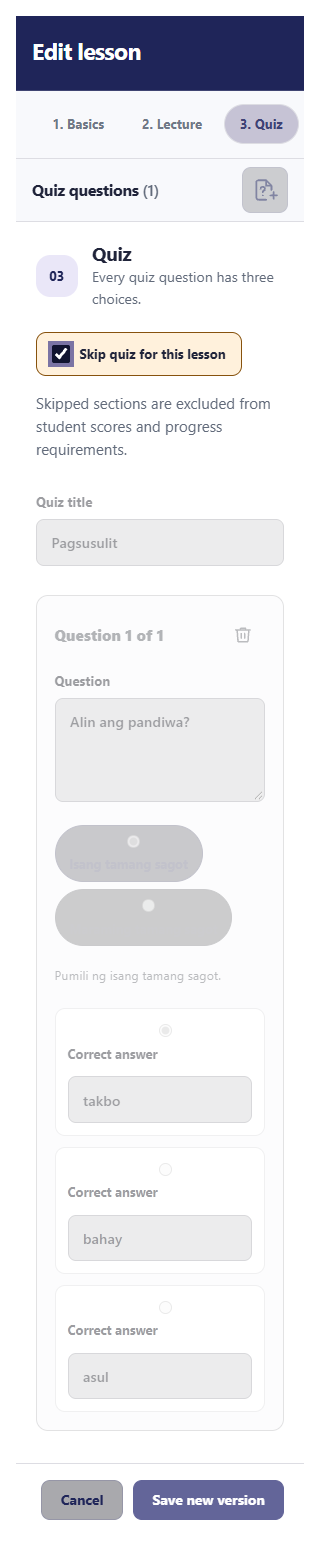 Edit lesson
1. Basics
2. Lecture
3. Quiz
Quiz questions (1)
03
Quiz
Every quiz question has three
choices.
Skip quiz for this lesson
Skipped sections are excluded from
student scores and progress
requirements.
Quiz title
Pagsusulit
Question 1 of 1
Question
Alin ang pandiwa?
Isang tamang sagot
Pumili ng isang tamang sagot.
Correct answer
takbo
Correct answer
bahay
Correct answer
asul
Cancel
Save new version